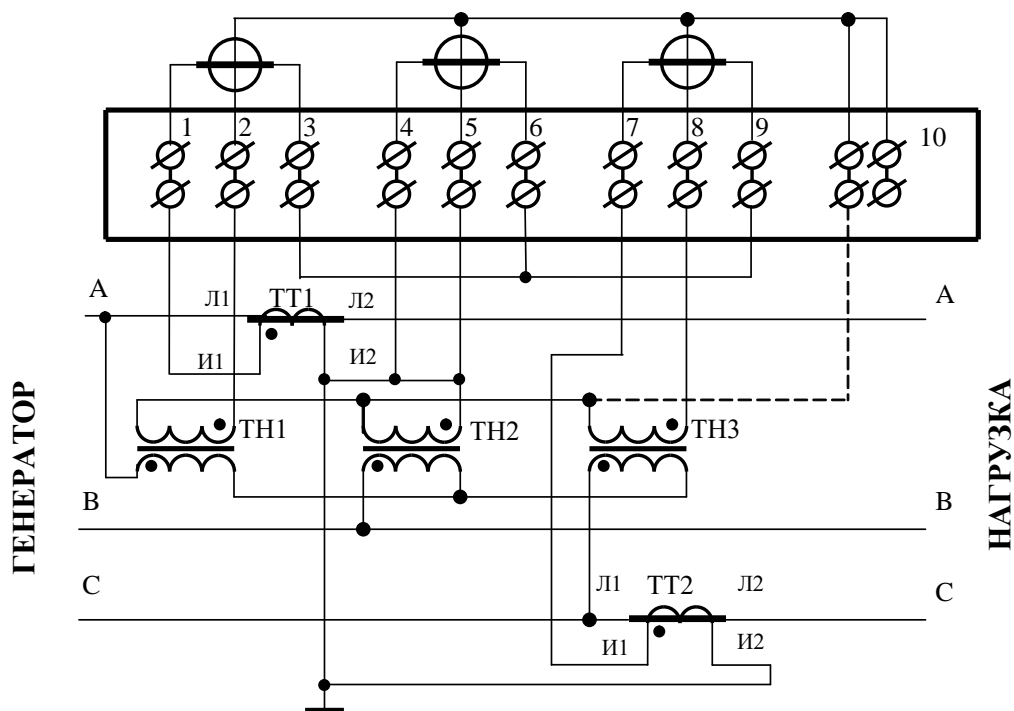 1 2 3 4 5 6 7 8 9 10
А Л1 ТТ1 Л2 А
И1 И2
ГЕНЕРАТОР
НАГРУЗКА
ТН1 ТН2 ТН3
В В
С Л1 ТТ2 Л2 С
И1 И2